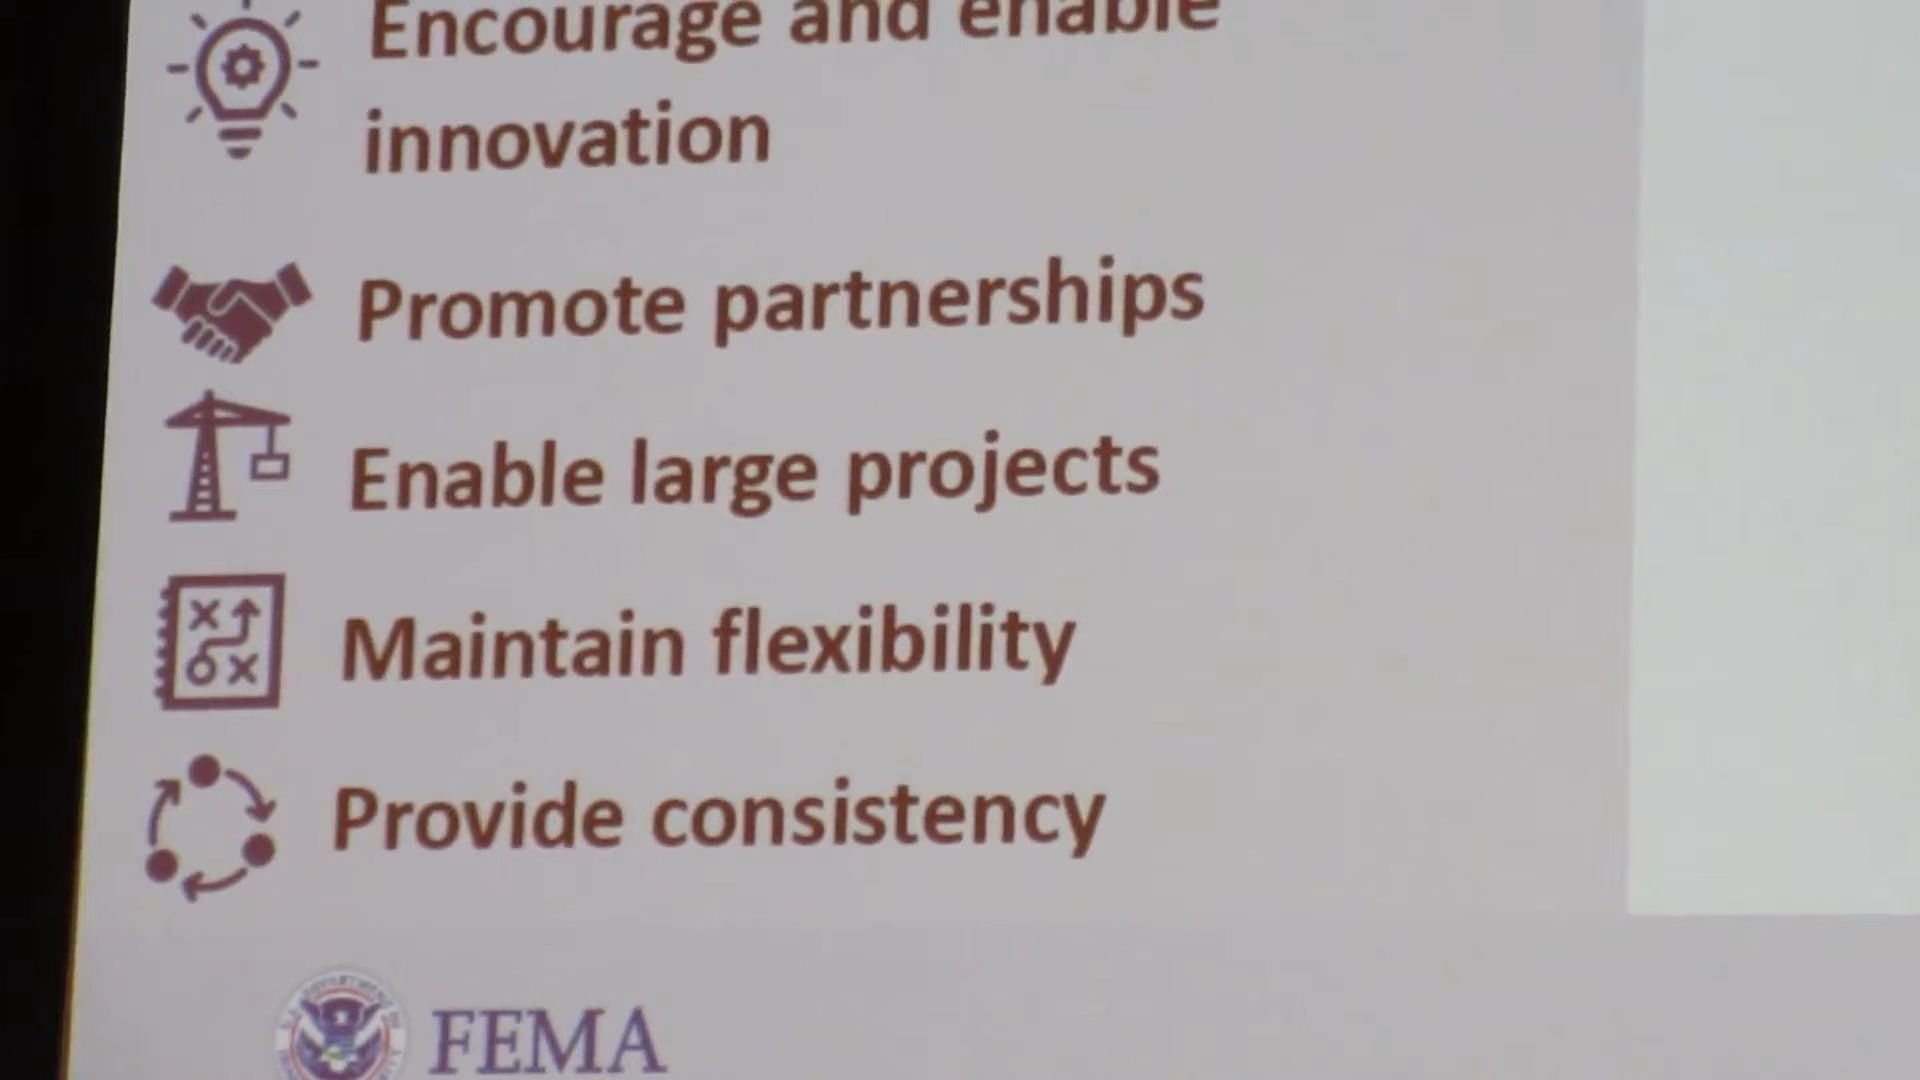 Encourage and enable
innovation
Promote partnerships
Enable large projects
Maintain flexibility
Provide consistency
FEMA